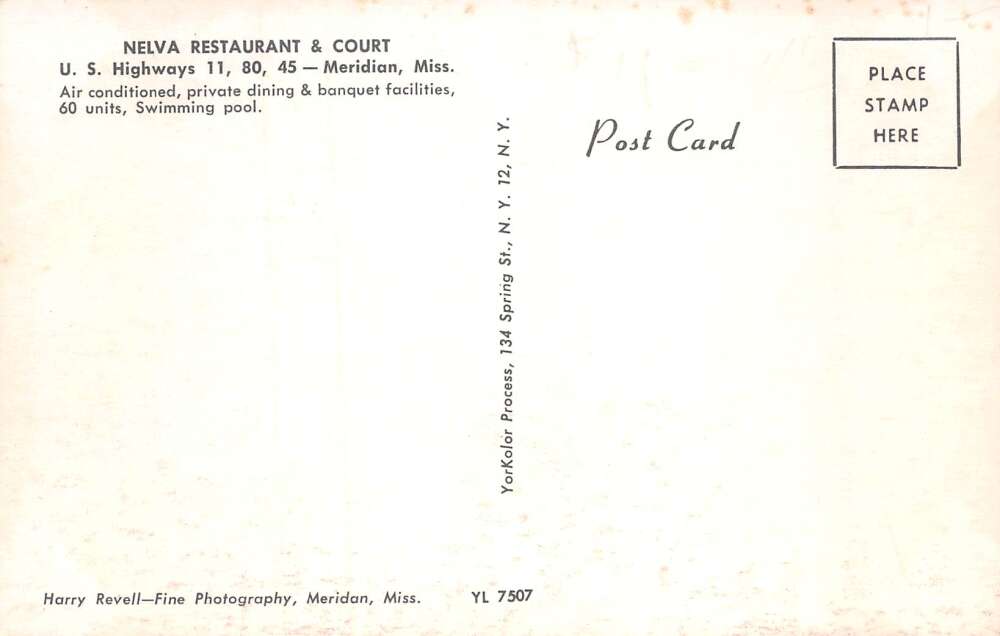 NELVA RESTAURANT & COURT
U. S. Highways 11, 80, 45 — Meridian, Miss.
Air conditioned, private dining & banquet facilities,
60 units, Swimming pool.
YorKolor Process, 134 Spring St., N. Y. 12, N. Y.
Post Card
PLACE
STAMP
HERE
Harry Revell—Fine Photography, Meridan, Miss.
YL 7507